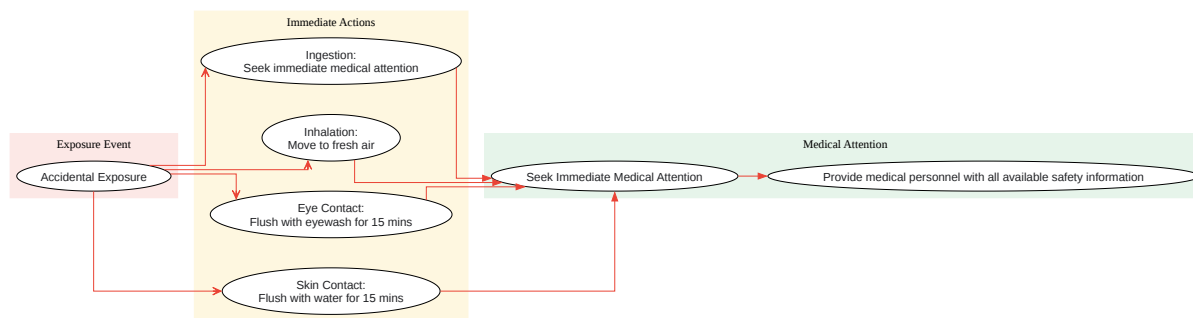 Exposure Event
Accidental Exposure
Immediate Actions
Ingestion:
Seek immediate medical attention
Inhalation:
Move to fresh air
Eye Contact:
Flush with eyewash for 15 mins
Skin Contact:
Flush with water for 15 mins
Medical Attention
Seek Immediate Medical Attention
Provide medical personnel with all available safety information